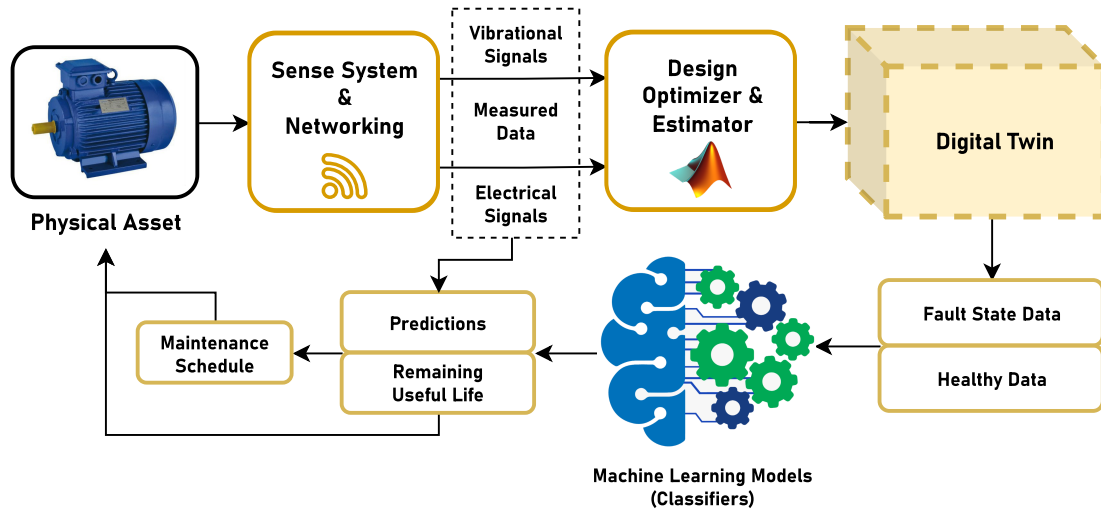 Physical Asset
Sense System
&
Networking
Vibrational
Signals
Measured
Data
Electrical
Signals
Design
Optimizer &
Estimator
Digital Twin
Fault State Data
Healthy Data
Machine Learning Models
(Classifiers)
Predictions
Remaining
Useful Life
Maintenance
Schedule